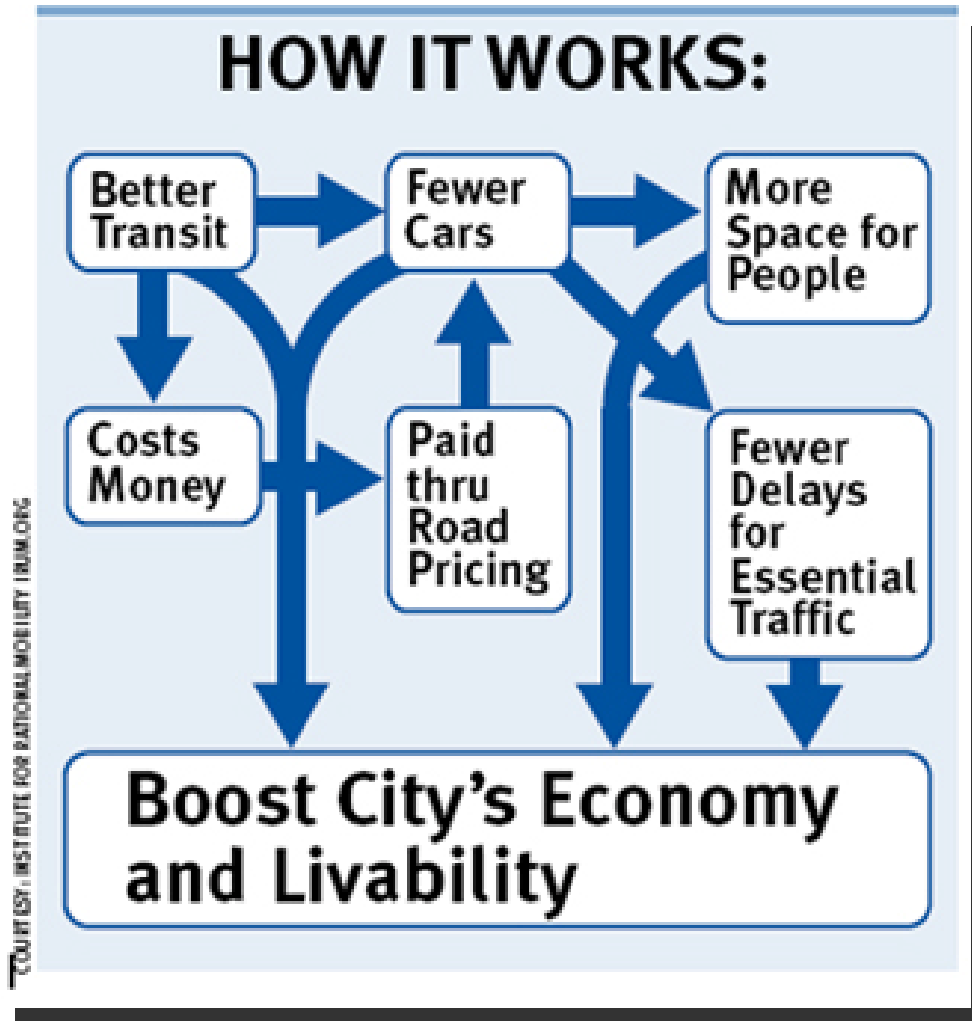 HOW IT WORKS:
Better
Transit
Fewer
Cars
More
Space for
People
Costs
Money
Paid
thru
Road
Pricing
Fewer
Delays
for
Essential
Traffic
Boost City's Economy
and Livability
COURTESY: INSTITUTE FOR RATIONAL MOBILITY IRUM.ORG